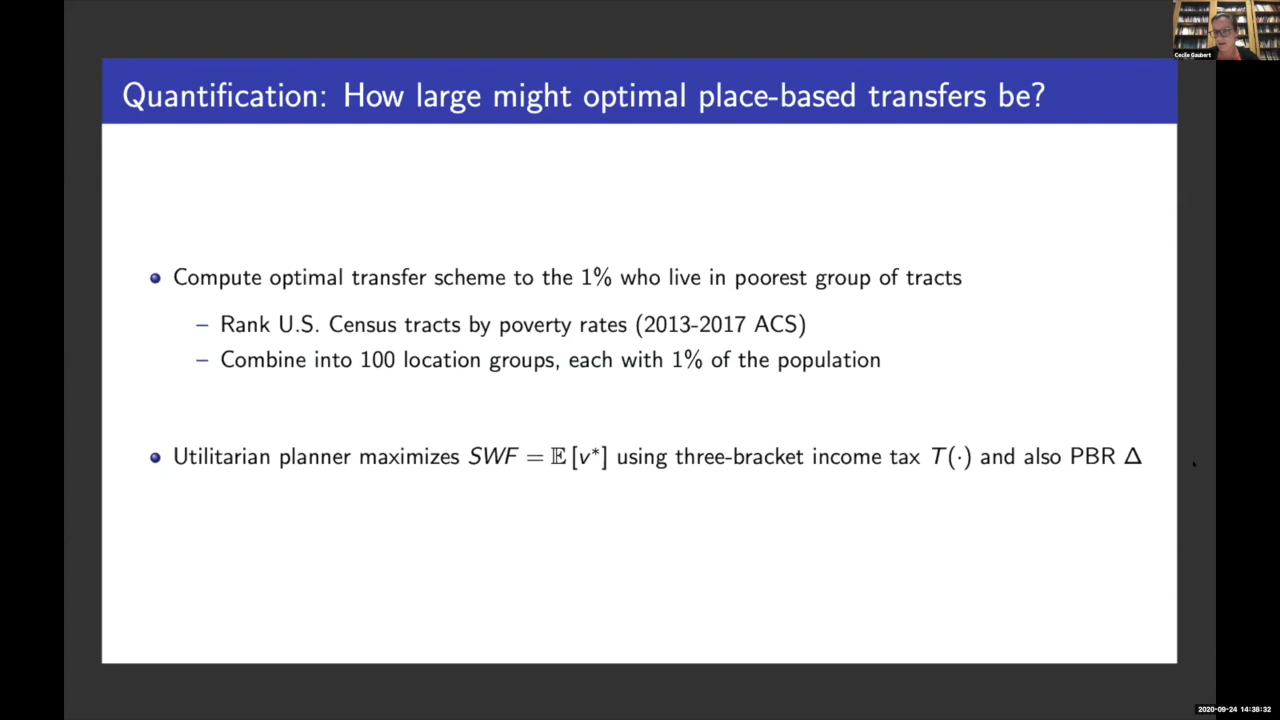 Cecile Gaubert
Quantification: How large might optimal place-based transfers be?
Compute optimal transfer scheme to the 1% who live in poorest group of tracts
– Rank U.S. Census tracts by poverty rates (2013-2017 ACS)
– Combine into 100 location groups, each with 1% of the population
Utilitarian planner maximizes SWF = 𝔼[v*] using three-bracket income tax T(·) and also PBR Δ
2020-09-24 14:38:32